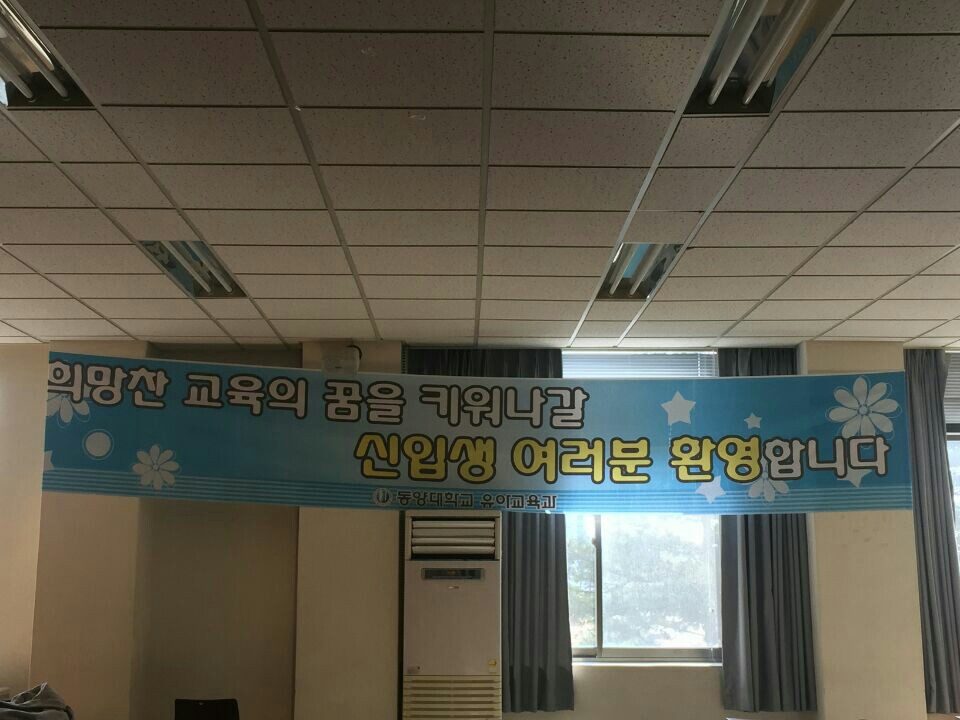 희망찬 교육의 꿈을 키워나갈
신입생 여러분 환영합니다
동양대학교 유아교육과